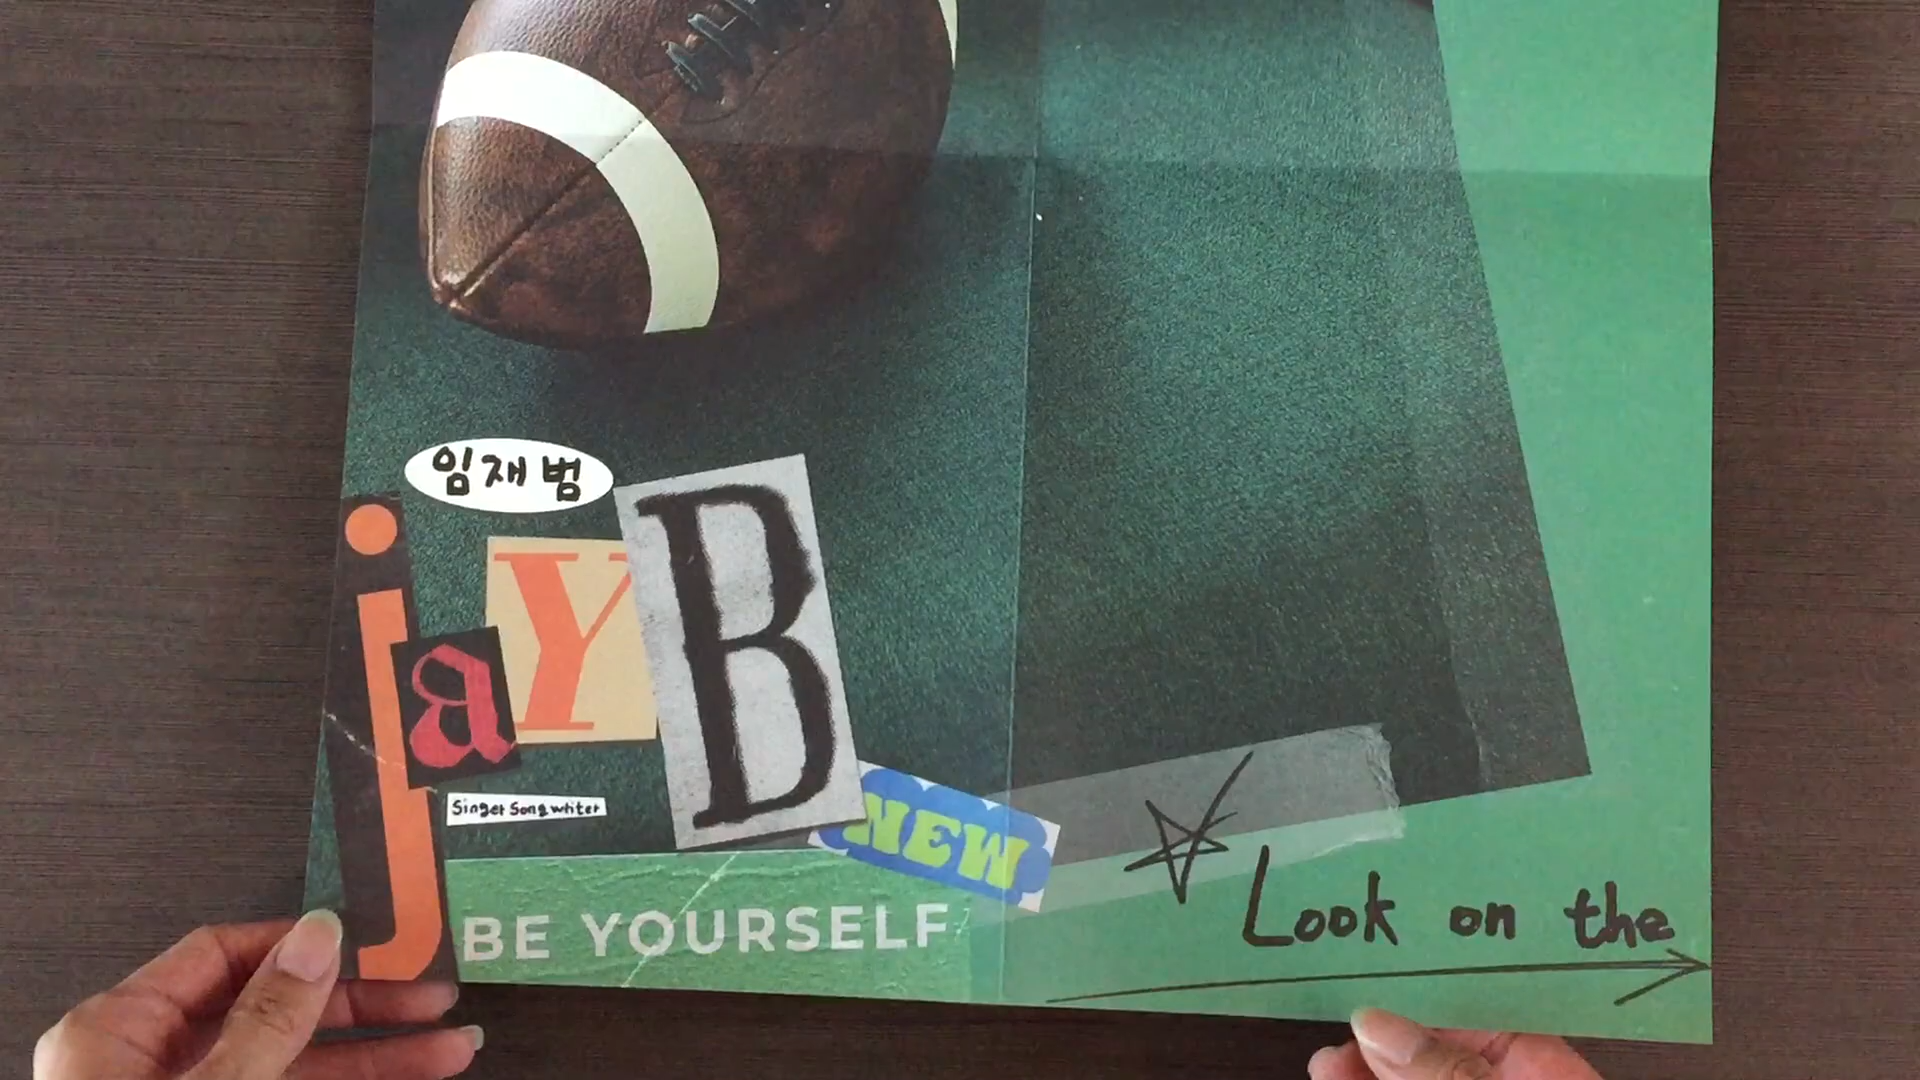 임재범
jaYB
Singer Songwriter
NEW
BE YOURSELF
Look on the